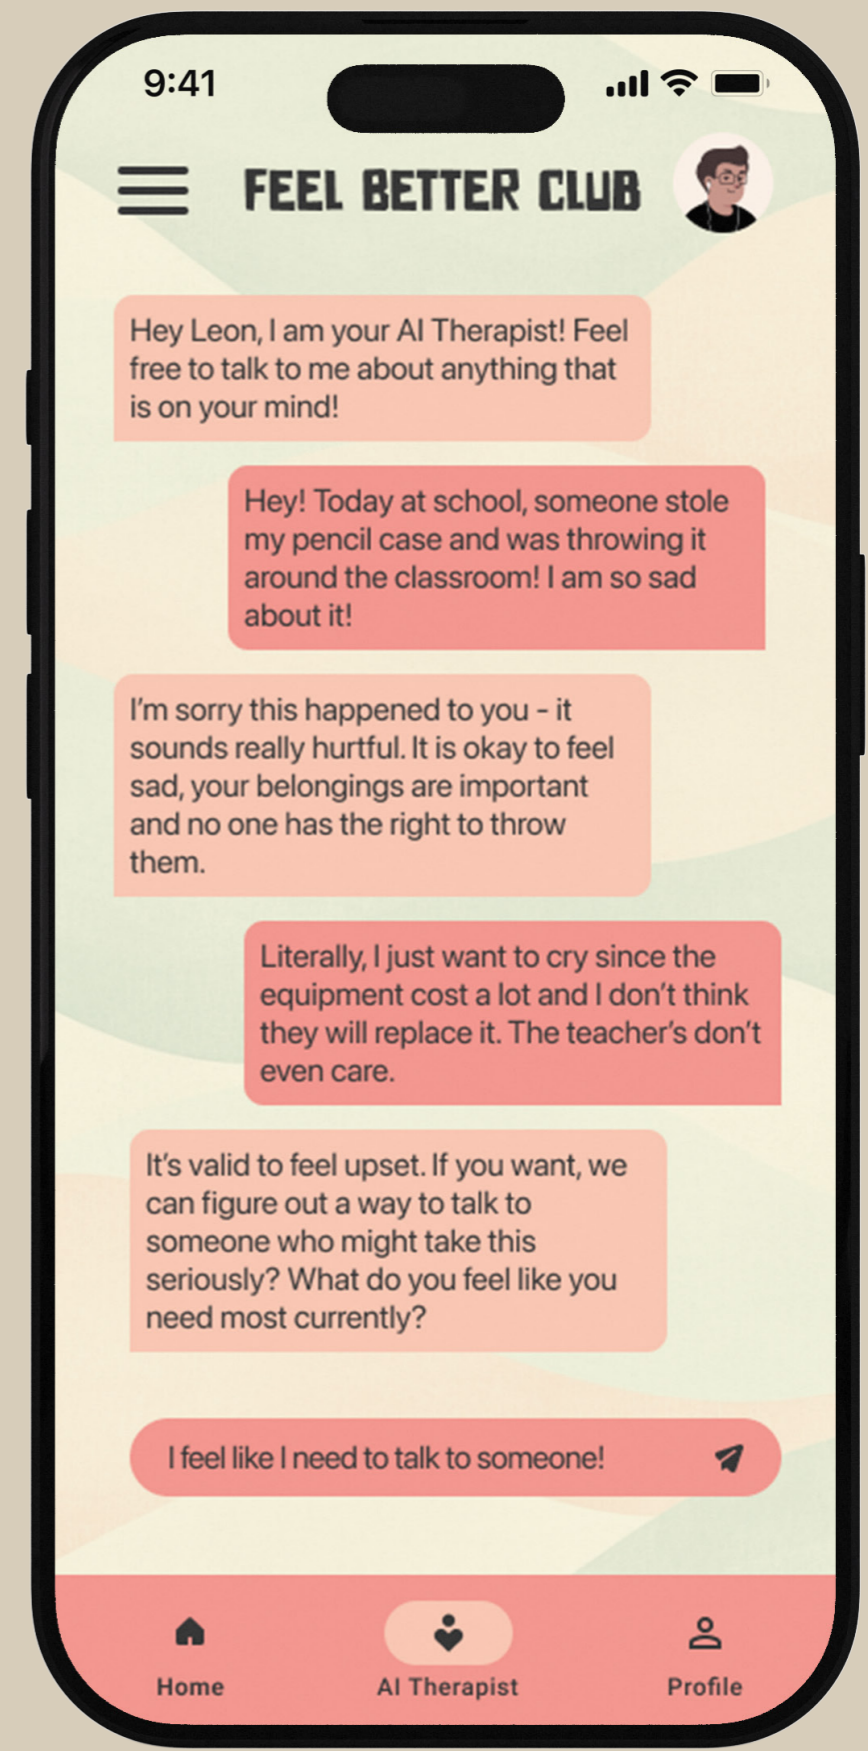 9:41
FEEL BETTER CLUB
Hey Leon, I am your AI Therapist! Feel
free to talk to me about anything that
is on your mind!
Hey! Today at school, someone stole
my pencil case and was throwing it
around the classroom! I am so sad
about it!
I’m sorry this happened to you - it
sounds really hurtful. It is okay to feel
sad, your belongings are important
and no one has the right to throw
them.
Literally, I just want to cry since the
equipment cost a lot and I don’t think
they will replace it. The teacher’s don’t
even care.
It’s valid to feel upset. If you want, we
can figure out a way to talk to
someone who might take this
seriously? What do you feel like you
need most currently?
I feel like I need to talk to someone!
Home
AI Therapist
Profile